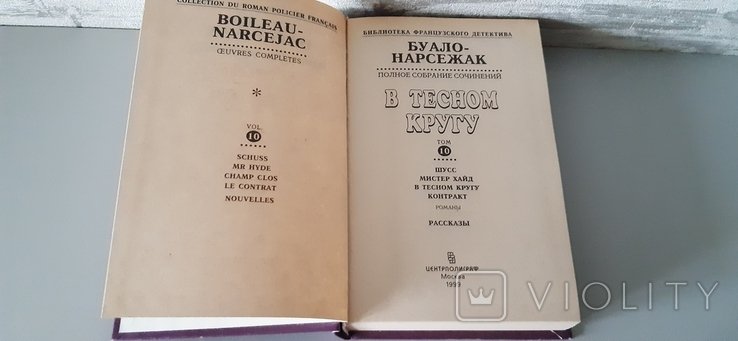 COLLECTION DU ROMAN POLICIER FRANÇAIS
BOILEAU-
NARCEJAC
ŒUVRES COMPLETES
*
VOL.
10
SCHUSS
MR HYDE
CHAMP CLOS
LE CONTRAT
NOUVELLES
БИБЛИОТЕКА ФРАНЦУЗСКОГО ДЕТЕКТИВА
БУАЛО-
НАРСЕЖАК
ПОЛНОЕ СОБРАНИЕ СОЧИНЕНИЙ
В ТЕСНОМ
КРУГУ
ТОМ
10
ШУСС
МИСТЕР ХАЙД
В ТЕСНОМ КРУГУ
КОНТРАКТ
РОМАНЫ
РАССКАЗЫ
ЦЕНТРПОЛИГРАФ
Москва
1999
VIOLITY